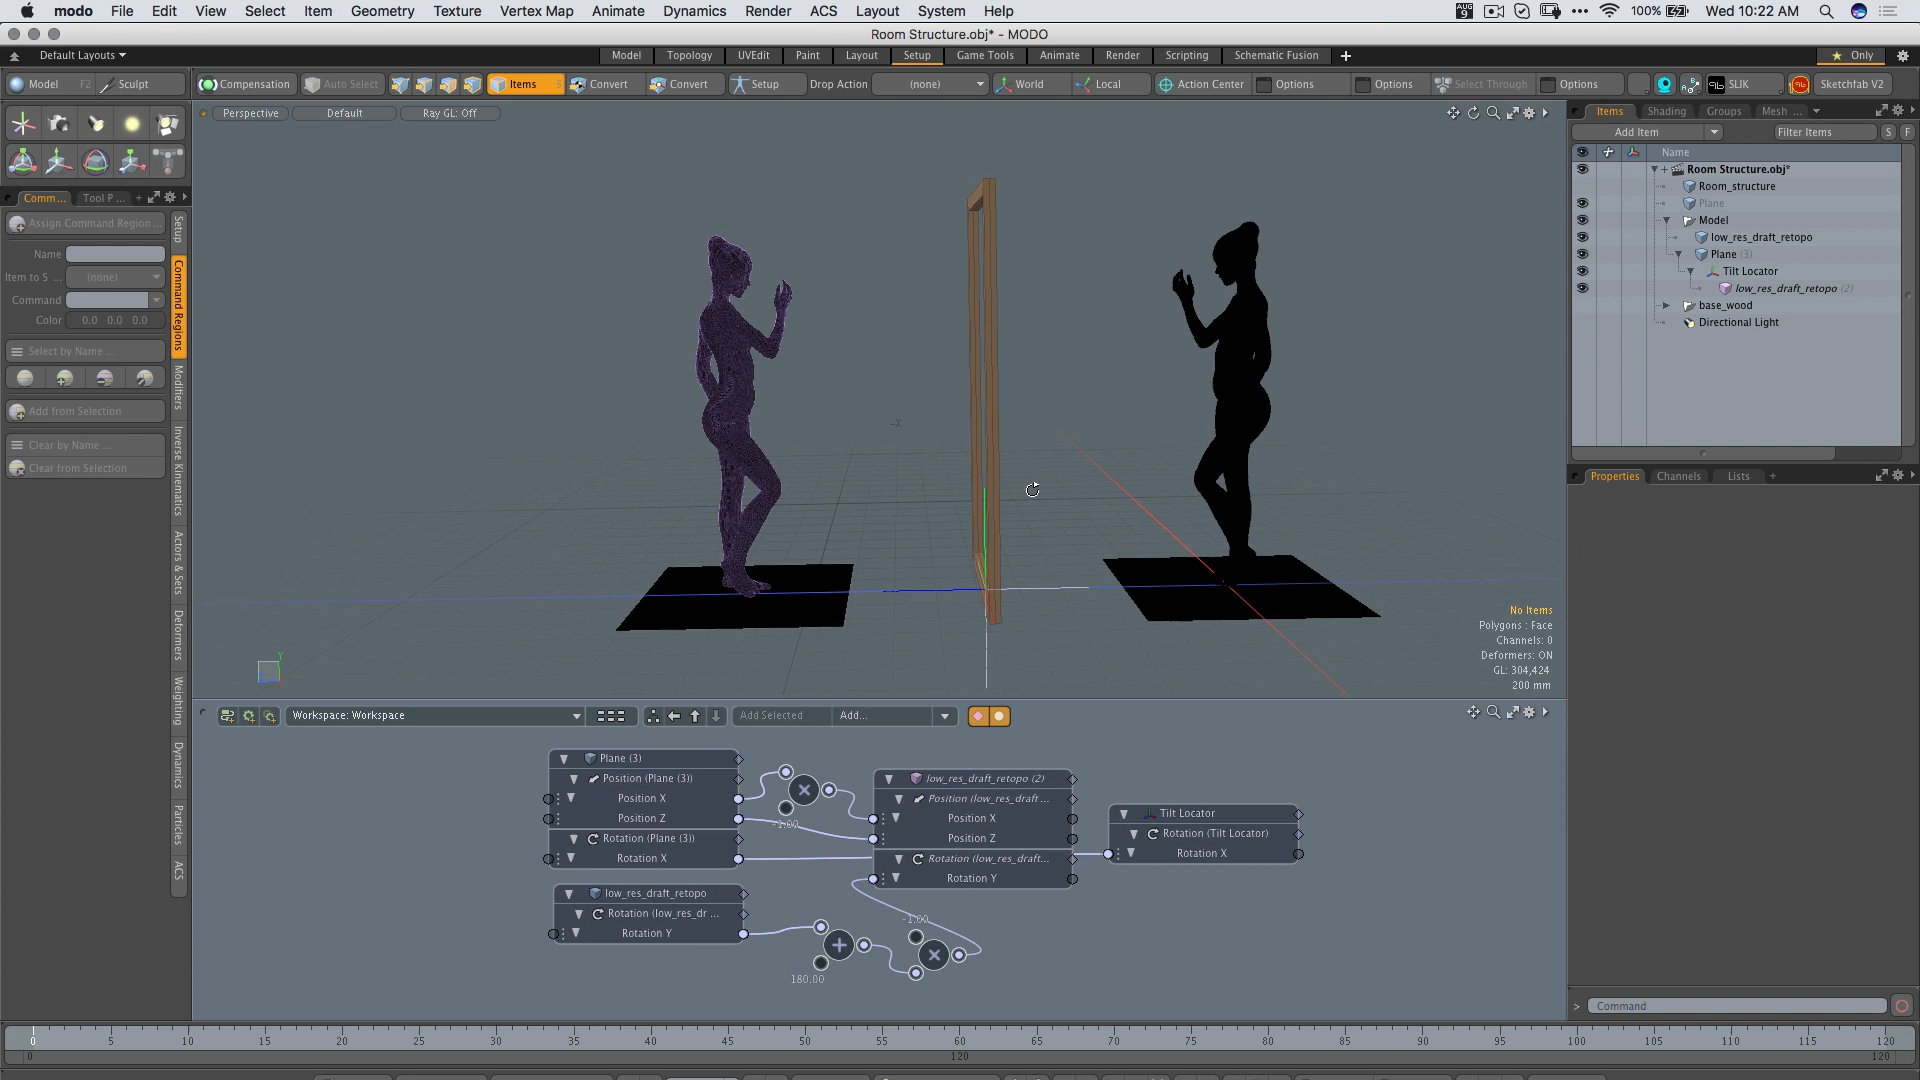 modo File Edit View Select Item Geometry Texture Vertex Map Animate Dynamics Render ACS Layout System Help
AUG 9 100% Wed 10:22 AM
Room Structure.obj* - MODO
Default Layouts Model Topology UVEdit Paint Layout Setup Game Tools Animate Render Scripting Schematic Fusion + Only
Model F2 Sculpt Compensation Auto Select Items 5 Convert Convert Setup Drop Action (none) World Local Action Center Options Options Select Through Options SLIK Sketchfab V2
Perspective Default Ray GL: Off
Items Shading Groups Mesh ...
Add Item Filter Items S F
Name
Room Structure.obj*
Room_structure
Plane
Model
low_res_draft_retopo
Plane (3)
Tilt Locator
low_res_draft_retopo (2)
base_wood
Directional Light
Comm... Tool P... +
Assign Command Region ...
Name
Item to S ... (none)
Command
Color 0.0 0.0 0.0
Select by Name ...
Add from Selection
Clear by Name ...
Clear from Selection
Setup
Command Regions
Modifiers
Inverse Kinematics
Actors & Sets
Deformers
Weighting
Dynamics
Particles
ACS
-X
Y
No Items
Polygons : Face
Channels: 0
Deformers: ON
GL: 304,424
200 mm
Properties Channels Lists +
Workspace: Workspace Add Selected Add...
Plane (3)
Position (Plane (3))
Position X
Position Z
Rotation (Plane (3))
Rotation X
-1.00
low_res_draft_retopo (2)
Position (low_res_draft ...
Position X
Position Z
Rotation (low_res_draft...
Rotation Y
Tilt Locator
Rotation (Tilt Locator)
Rotation X
low_res_draft_retopo
Rotation (low_res_dr ...
Rotation Y
180.00
-1.00
> Command
0 5 10 15 20 25 30 35 40 45 50 55 60 65 70 75 80 85 90 95 100 105 110 115 120
0 120 120